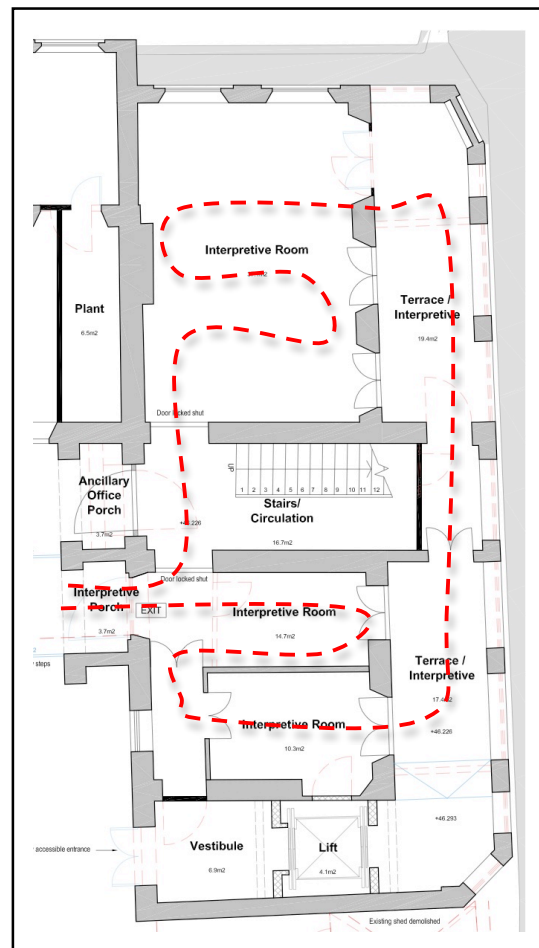 Interpretive Room
Plant
6.5m2
Terrace /
Interpretive
19.4m2
Door locked shut
UP
1 2 3 4 5 6 7 8 9 10 11 12
Ancillary
Office
Porch
3.7m2
Stairs/
Circulation
16.7m2
Door locked shut
Interpretive
Porch
3.7m2
EXIT
Interpretive Room
14.7m2
steps
Terrace /
Interpretive
+46.226
Interpretive Room
10.3m2
+46.293
accessible entrance
Vestibule
6.9m2
Lift
4.1m2
Existing shed demolished